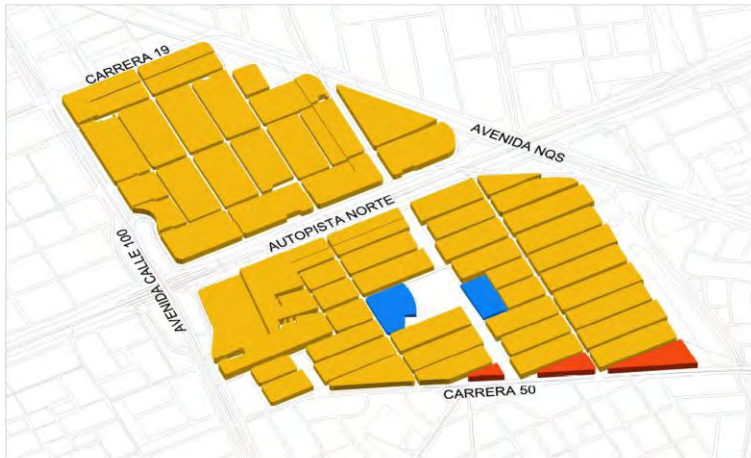 CARRERA 19
AVENIDA NQS
AUTOPISTA NORTE
AVENIDA CALLE 100
CARRERA 50